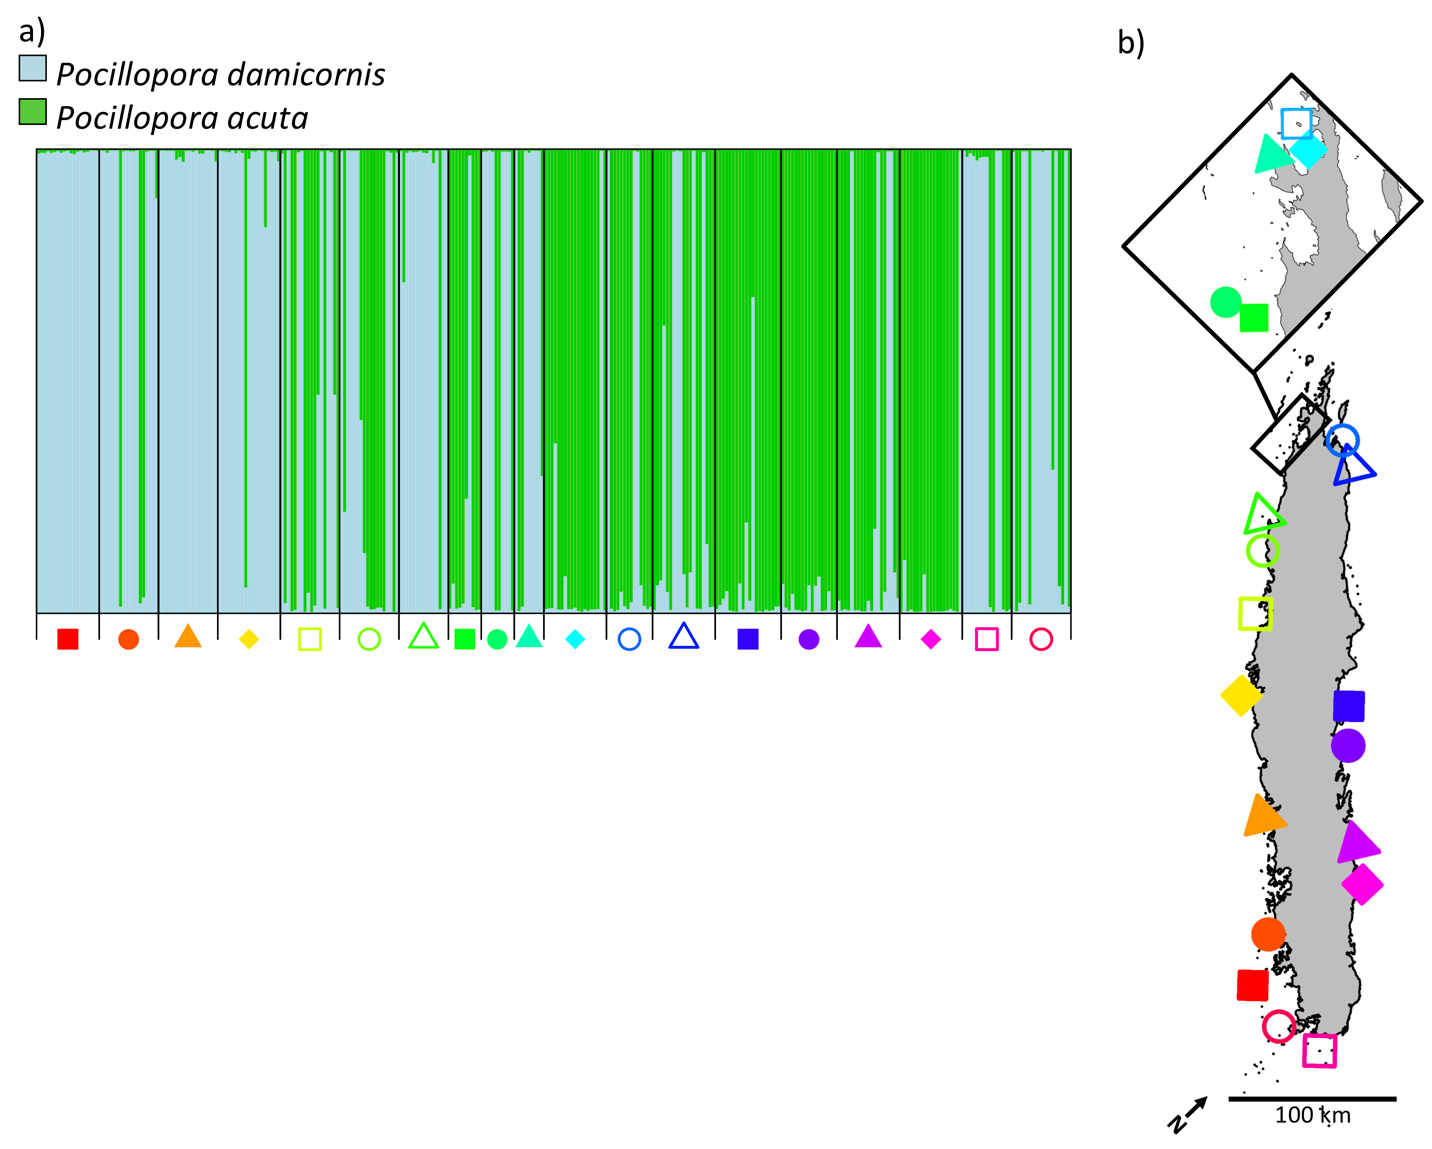 a)
Pocillopora damicornis
Pocillopora acuta
b)
N
100 km